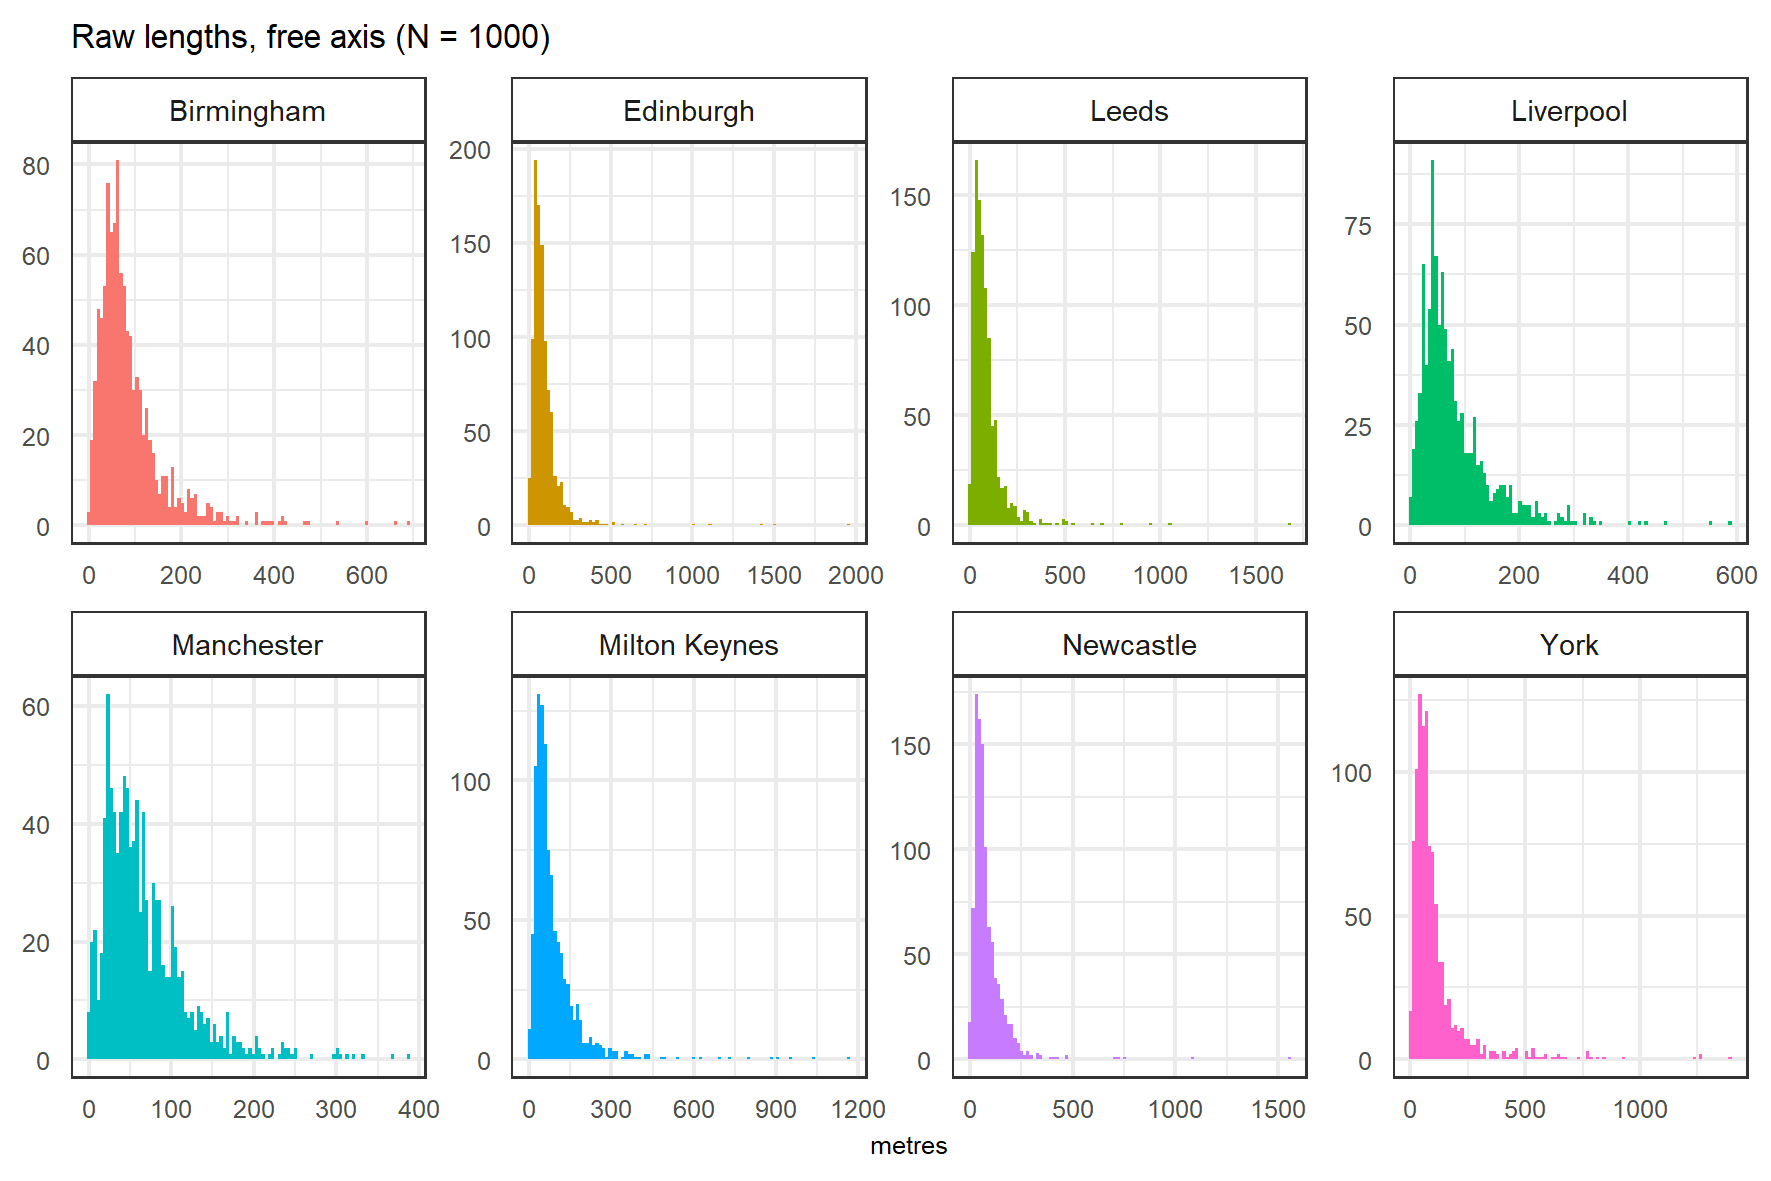 Raw lengths, free axis (N = 1000)
Birmingham Edinburgh Leeds Liverpool
80 60 40 20 0
200 150 100 50 0
150 100 50 0
75 50 25 0
0 200 400 600
0 500 1000 1500 2000
0 500 1000 1500
0 200 400 600
Manchester Milton Keynes Newcastle York
60 40 20 0
100 50 0
150 100 50 0
100 50 0
0 100 200 300 400
0 300 600 900 1200
0 500 1000 1500
0 500 1000
metres